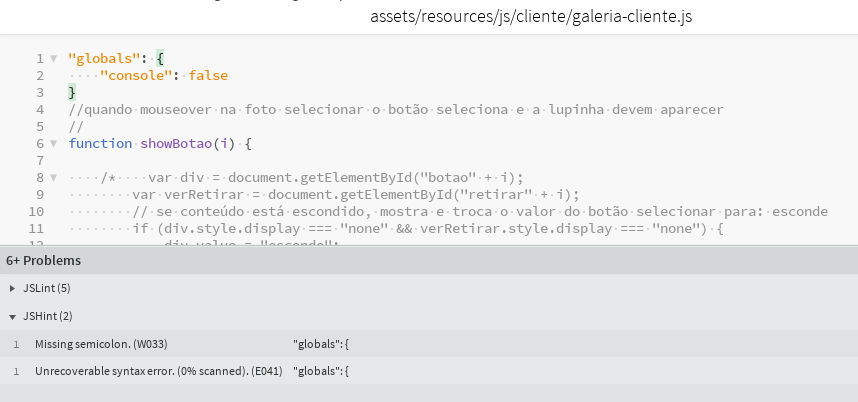 assets/resources/js/cliente/galeria-cliente.js
1 "globals": {
2 "console": false
3 }
4 //quando mouseover na foto selecionar o botão seleciona e a lupinha devem aparecer
5 //
6 function showBotao(i) {
7
8 /* var div = document.getElementById("botao" + i);
9 var verRetirar = document.getElementById("retirar" + i);
10 // se conteúdo está escondido, mostra e troca o valor do botão selecionar para: esconde
11 if (div.style.display === "none" && verRetirar.style.display === "none") {
12 div.value = "esconde";
6+ Problems
JSLint (5)
JSHint (2)
1 Missing semicolon. (W033) "globals": {
1 Unrecoverable syntax error. (0% scanned). (E041) "globals": {